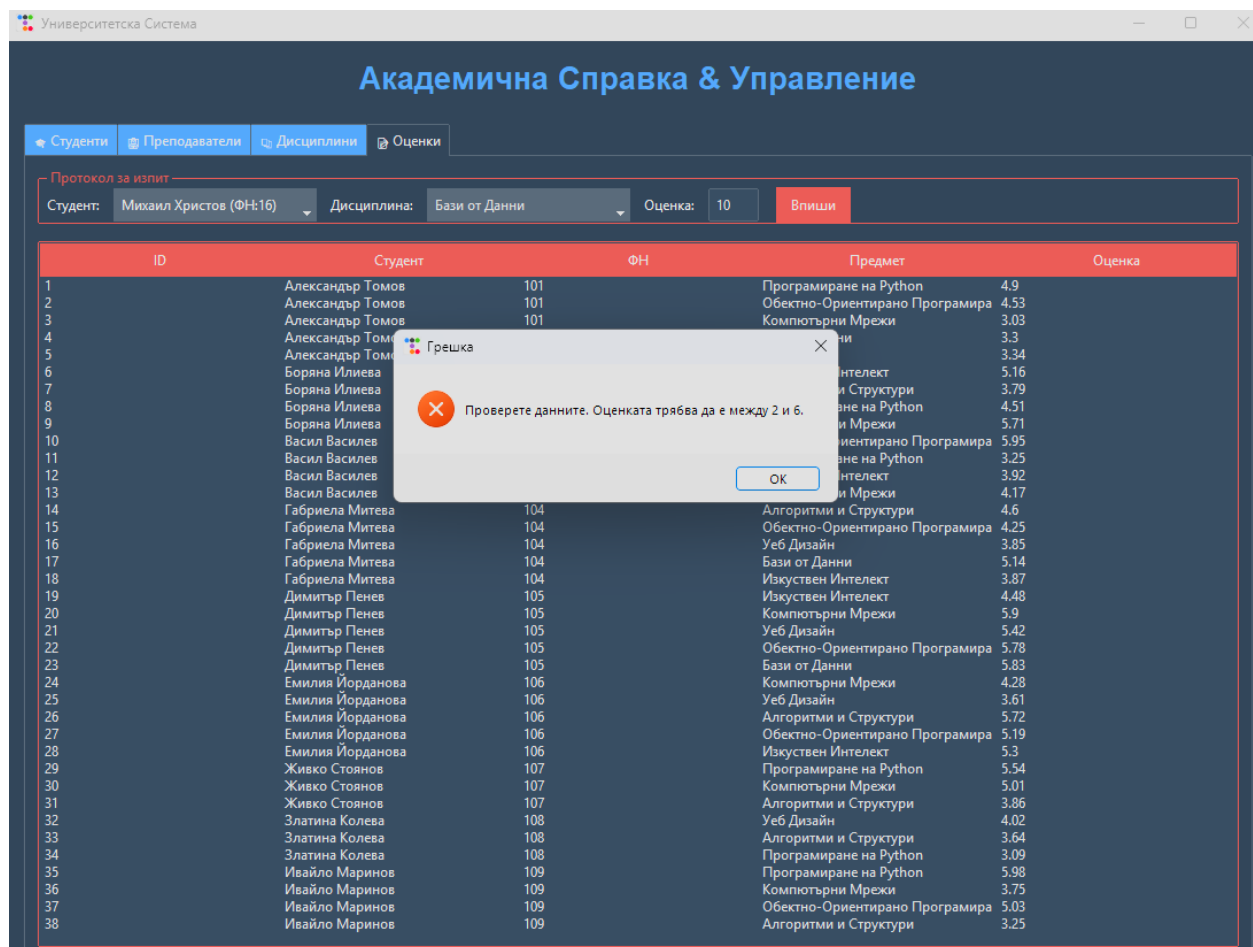 Университетска Система
Академична Справка & Управление
Студенти Преподаватели Дисциплини Оценки
Протокол за изпит
Студент: Михаил Христов (ФН:16) Дисциплина: Бази от Данни Оценка: 10 Впиши
ID Студент ФН Предмет Оценка
1 Александър Томов 101 Програмиране на Python 4.9
2 Александър Томов 101 Обектно-Ориентирано Програмира 4.53
3 Александър Томов 101 Компютърни Мрежи 3.03
4 Александър 3.3
5 Александър 3.34
6 Боряна Илиева 5.16
7 Боряна Илиева и Структури 3.79
8 Боряна Илиева на Python 4.51
9 Боряна Илиева и Мрежи 5.71
10 Васил Василев Програмира 5.95
11 Васил Василев на Python 3.25
12 Васил Василев 3.92
13 Васил Василев и Мрежи 4.17
Грешка
Проверете данните. Оценката трябва да е между 2 и 6.
OK
14 Габриела Митева 104 Алгоритми и Структури 4.6
15 Габриела Митева 104 Обектно-Ориентирано Програмира 4.25
16 Габриела Митева 104 Уеб Дизайн 3.85
17 Габриела Митева 104 Бази от Данни 5.14
18 Габриела Митева 104 Изкуствен Интелект 3.87
19 Димитър Пенев 105 Изкуствен Интелект 4.48
20 Димитър Пенев 105 Компютърни Мрежи 5.9
21 Димитър Пенев 105 Уеб Дизайн 5.42
22 Димитър Пенев 105 Обектно-Ориентирано Програмира 5.78
23 Димитър Пенев 105 Бази от Данни 5.83
24 Емилия Йорданова 106 Компютърни Мрежи 4.28
25 Емилия Йорданова 106 Уеб Дизайн 3.61
26 Емилия Йорданова 106 Алгоритми и Структури 5.72
27 Емилия Йорданова 106 Обектно-Ориентирано Програмира 5.19
28 Емилия Йорданова 106 Изкуствен Интелект 5.3
29 Живко Стоянов 107 Програмиране на Python 5.54
30 Живко Стоянов 107 Компютърни Мрежи 5.01
31 Живко Стоянов 107 Алгоритми и Структури 3.86
32 Златина Колева 108 Уеб Дизайн 4.02
33 Златина Колева 108 Алгоритми и Структури 3.64
34 Златина Колева 108 Програмиране на Python 3.09
35 Ивайло Маринов 109 Програмиране на Python 5.98
36 Ивайло Маринов 109 Компютърни Мрежи 3.75
37 Ивайло Маринов 109 Обектно-Ориентирано Програмира 5.03
38 Ивайло Маринов 109 Алгоритми и Структури 3.25